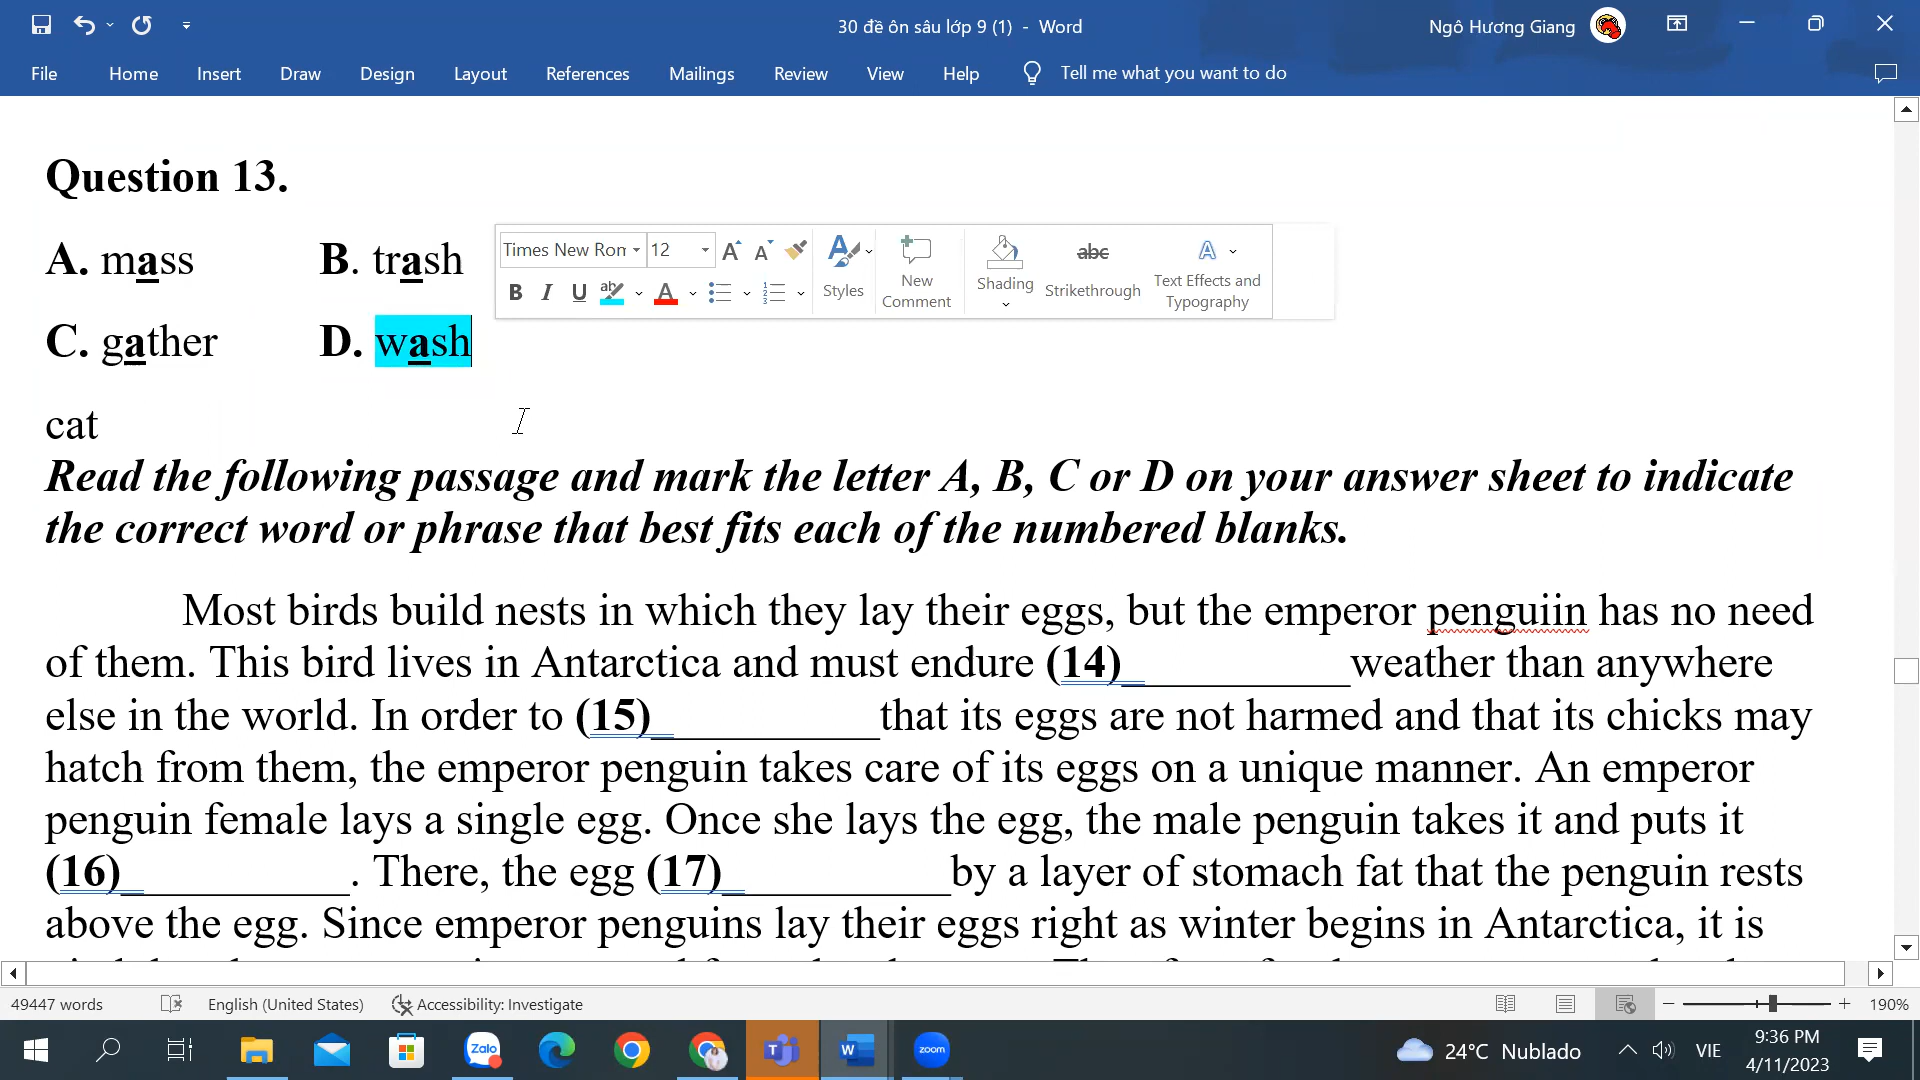 30 đề ôn sâu lớp 9 (1) - Word
Ngô Hương Giang
File Home Insert Draw Design Layout References Mailings Review View Help Tell me what you want to do
Question 13.
A. mass B. trash
C. gather D. wash
Times New Ron 12
Styles
New Comment
Shading
abc
Strikethrough
Text Effects and Typography
cat
Read the following passage and mark the letter A, B, C or D on your answer sheet to indicate
the correct word or phrase that best fits each of the numbered blanks.
Most birds build nests in which they lay their eggs, but the emperor penguiin has no need
of them. This bird lives in Antarctica and must endure (14)__________weather than anywhere
else in the world. In order to (15)__________that its eggs are not harmed and that its chicks may
hatch from them, the emperor penguin takes care of its eggs on a unique manner. An emperor
penguin female lays a single egg. Once she lays the egg, the male penguin takes it and puts it
(16)__________. There, the egg (17)__________by a layer of stomach fat that the penguin rests
above the egg. Since emperor penguins lay their eggs right as winter begins in Antarctica, it is
49447 words English (United States) Accessibility: Investigate 190%
Zalo
zoom
24°C Nublado VIE
9:36 PM
4/11/2023